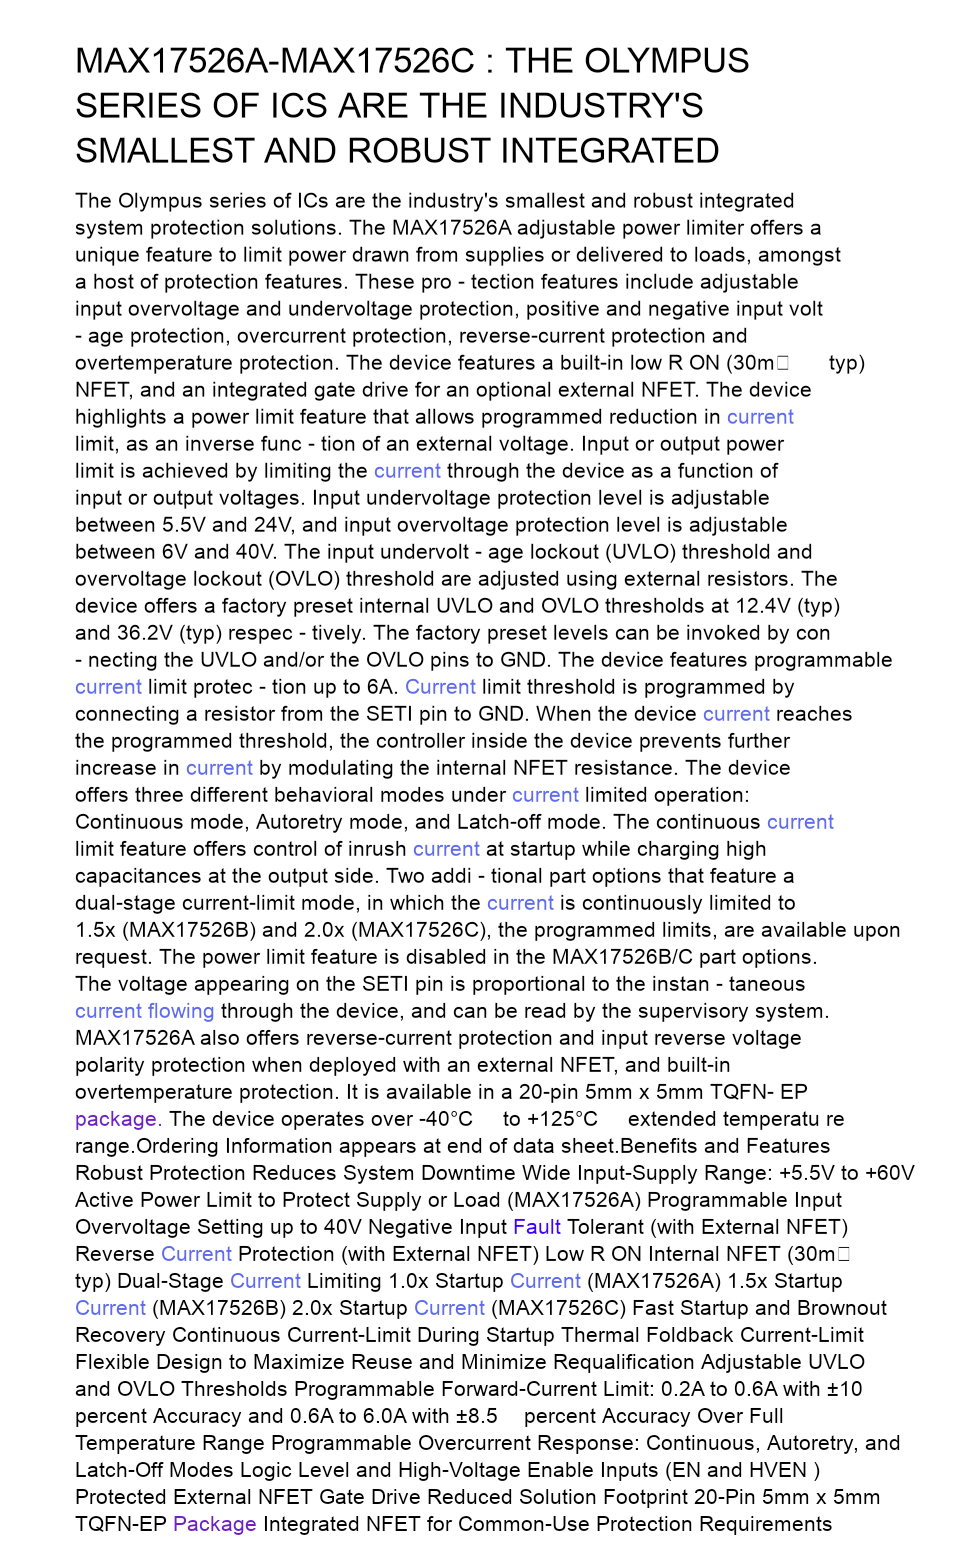 MAX17526A-MAX17526C : THE OLYMPUS
SERIES OF ICS ARE THE INDUSTRY'S
SMALLEST AND ROBUST INTEGRATED
The Olympus series of ICs are the industry's smallest and robust integrated
system protection solutions. The MAX17526A adjustable power limiter offers a
unique feature to limit power drawn from supplies or delivered to loads, amongst
a host of protection features. These pro - tection features include adjustable
input overvoltage and undervoltage protection, positive and negative input volt
- age protection, overcurrent protection, reverse-current protection and
overtemperature protection. The device features a built-in low R ON (30m□ typ)
NFET, and an integrated gate drive for an optional external NFET. The device
highlights a power limit feature that allows programmed reduction in current
limit, as an inverse func - tion of an external voltage. Input or output power
limit is achieved by limiting the current through the device as a function of
input or output voltages. Input undervoltage protection level is adjustable
between 5.5V and 24V, and input overvoltage protection level is adjustable
between 6V and 40V. The input undervolt - age lockout (UVLO) threshold and
overvoltage lockout (OVLO) threshold are adjusted using external resistors. The
device offers a factory preset internal UVLO and OVLO thresholds at 12.4V (typ)
and 36.2V (typ) respec - tively. The factory preset levels can be invoked by con
- necting the UVLO and/or the OVLO pins to GND. The device features programmable
current limit protec - tion up to 6A. Current limit threshold is programmed by
connecting a resistor from the SETI pin to GND. When the device current reaches
the programmed threshold, the controller inside the device prevents further
increase in current by modulating the internal NFET resistance. The device
offers three different behavioral modes under current limited operation:
Continuous mode, Autoretry mode, and Latch-off mode. The continuous current
limit feature offers control of inrush current at startup while charging high
capacitances at the output side. Two addi - tional part options that feature a
dual-stage current-limit mode, in which the current is continuously limited to
1.5x (MAX17526B) and 2.0x (MAX17526C), the programmed limits, are available upon
request. The power limit feature is disabled in the MAX17526B/C part options.
The voltage appearing on the SETI pin is proportional to the instan - taneous
current flowing through the device, and can be read by the supervisory system.
MAX17526A also offers reverse-current protection and input reverse voltage
polarity protection when deployed with an external NFET, and built-in
overtemperature protection. It is available in a 20-pin 5mm x 5mm TQFN- EP
package. The device operates over -40°C to +125°C extended temperatu re
range.Ordering Information appears at end of data sheet.Benefits and Features
Robust Protection Reduces System Downtime Wide Input-Supply Range: +5.5V to +60V
Active Power Limit to Protect Supply or Load (MAX17526A) Programmable Input
Overvoltage Setting up to 40V Negative Input Fault Tolerant (with External NFET)
Reverse Current Protection (with External NFET) Low R ON Internal NFET (30m□
typ) Dual-Stage Current Limiting 1.0x Startup Current (MAX17526A) 1.5x Startup
Current (MAX17526B) 2.0x Startup Current (MAX17526C) Fast Startup and Brownout
Recovery Continuous Current-Limit During Startup Thermal Foldback Current-Limit
Flexible Design to Maximize Reuse and Minimize Requalification Adjustable UVLO
and OVLO Thresholds Programmable Forward-Current Limit: 0.2A to 0.6A with ±10
percent Accuracy and 0.6A to 6.0A with ±8.5 percent Accuracy Over Full
Temperature Range Programmable Overcurrent Response: Continuous, Autoretry, and
Latch-Off Modes Logic Level and High-Voltage Enable Inputs (EN and HVEN )
Protected External NFET Gate Drive Reduced Solution Footprint 20-Pin 5mm x 5mm
TQFN-EP Package Integrated NFET for Common-Use Protection Requirements